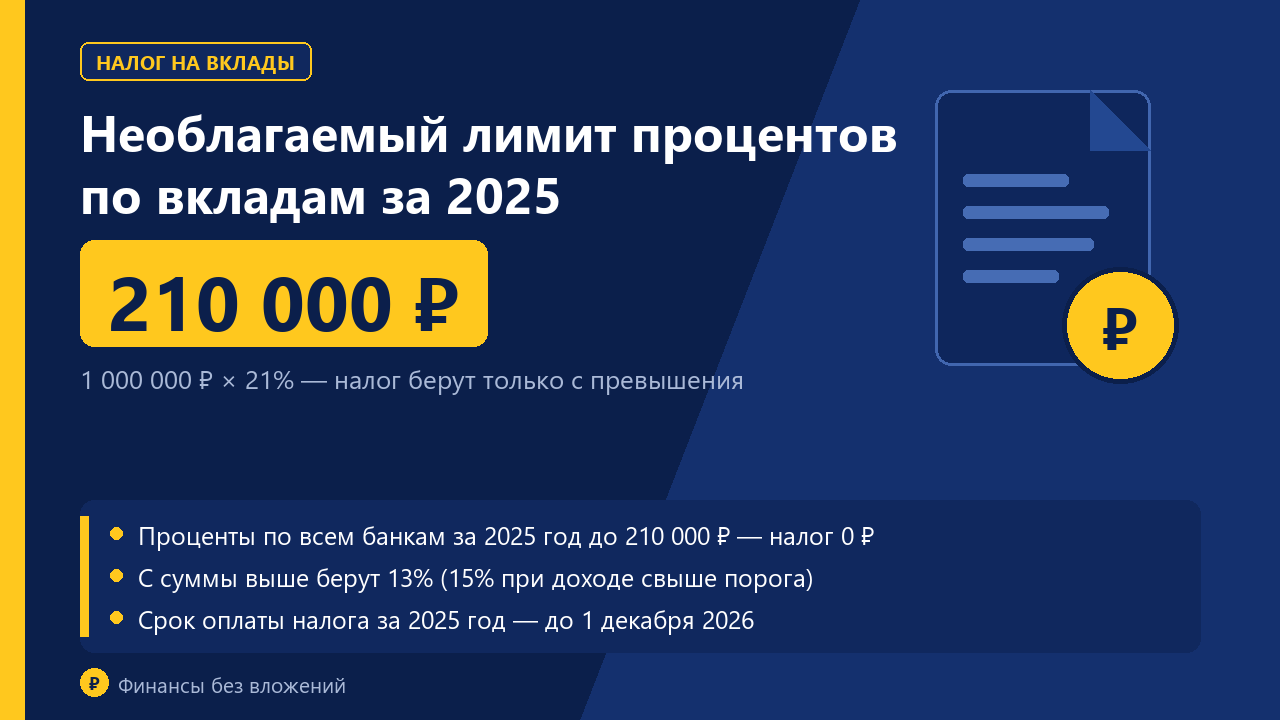 НАЛОГ НА ВКЛАДЫ
Необлагаемый лимит процентов
по вкладам за 2025
210 000 ₽
1 000 000 ₽ × 21% — налог берут только с превышения
₽
Проценты по всем банкам за 2025 год до 210 000 ₽ — налог 0 ₽
С суммы выше берут 13% (15% при доходе свыше порога)
Срок оплаты налога за 2025 год — до 1 декабря 2026
₽ Финансы без вложений